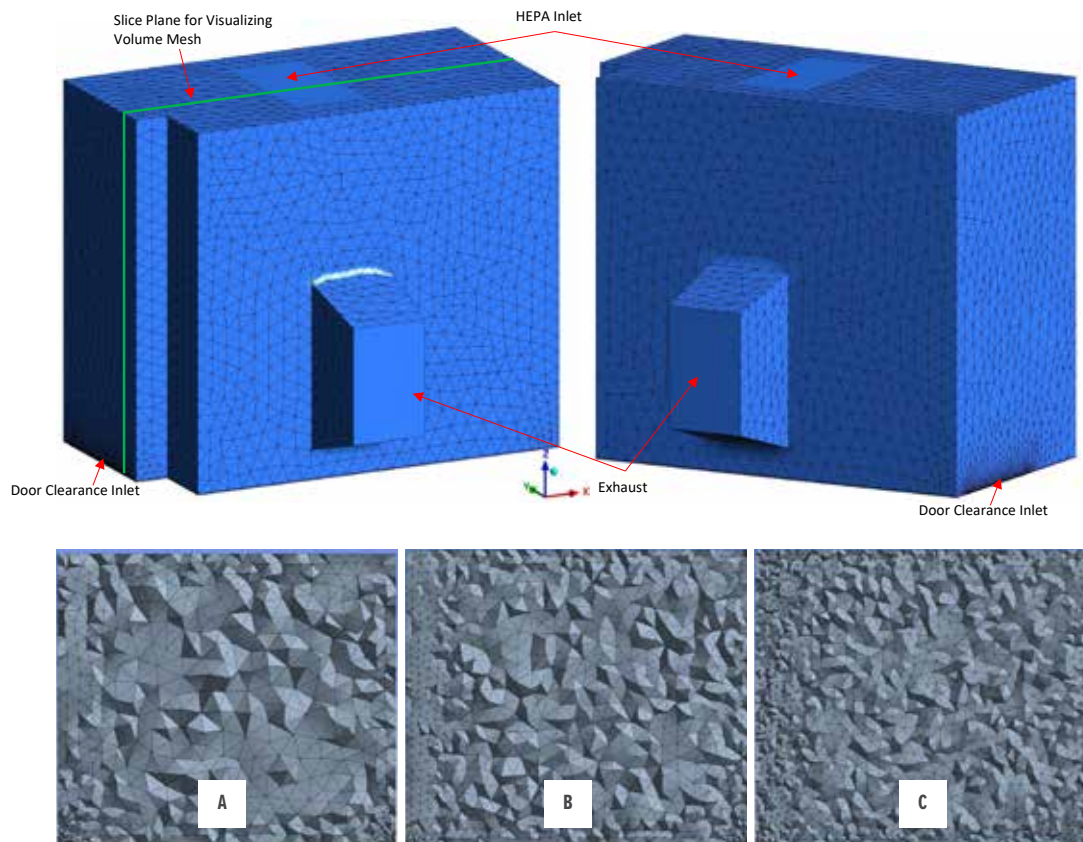 Slice Plane for Visualizing
Volume Mesh
HEPA Inlet
Door Clearance Inlet
Z
Y
X
Exhaust
Door Clearance Inlet
A
B
C